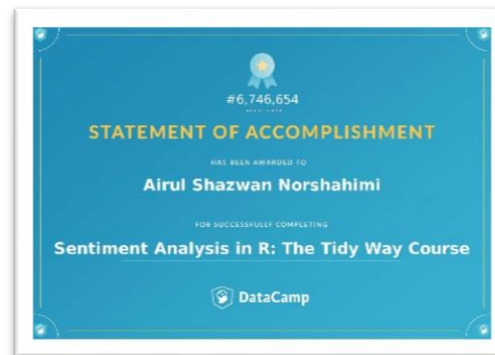 #6,746,654
STATEMENT OF ACCOMPLISHMENT
HAS BEEN AWARDED TO
Airul Shazwan Norshahimi
FOR SUCCESSFULLY COMPLETING
Sentiment Analysis in R: The Tidy Way Course
DataCamp